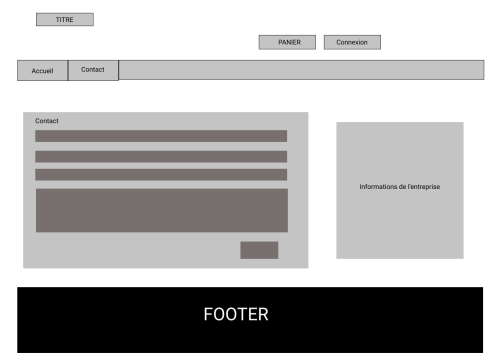 TITRE
PANIER Connexion
Accueil Contact
Contact
Informations de l'entreprise
FOOTER